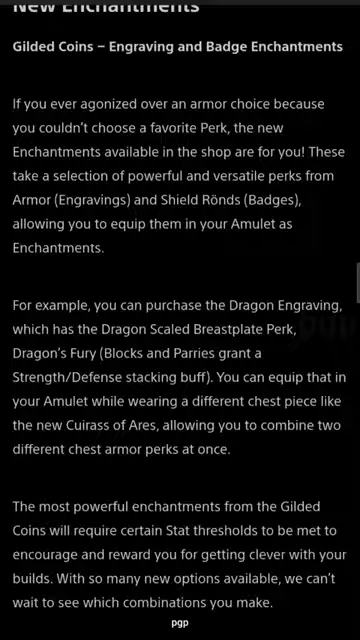 New Enchantments
Gilded Coins – Engraving and Badge Enchantments
If you ever agonized over an armor choice because
you couldn't choose a favorite Perk, the new
Enchantments available in the shop are for you! These
take a selection of powerful and versatile perks from
Armor (Engravings) and Shield Rönds (Badges),
allowing you to equip them in your Amulet as
Enchantments.
For example, you can purchase the Dragon Engraving,
which has the Dragon Scaled Breastplate Perk,
Dragon's Fury (Blocks and Parries grant a
Strength/Defense stacking buff). You can equip that in
your Amulet while wearing a different chest piece like
the new Cuirass of Ares, allowing you to combine two
different chest armor perks at once.
The most powerful enchantments from the Gilded
Coins will require certain Stat thresholds to be met to
encourage and reward you for getting clever with your
builds. With so many new options available, we can't
wait to see which combinations you make.
pgp